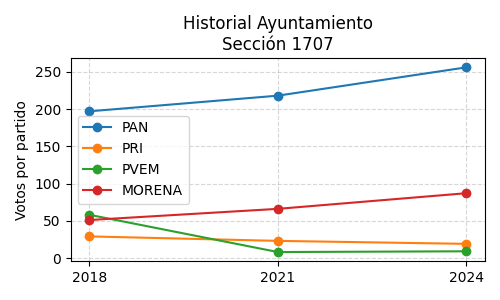 Historial Ayuntamiento
Sección 1707
Votos por partido
250
200
150
100
50
0
PAN
PRI
PVEM
MORENA
2018
2021
2024